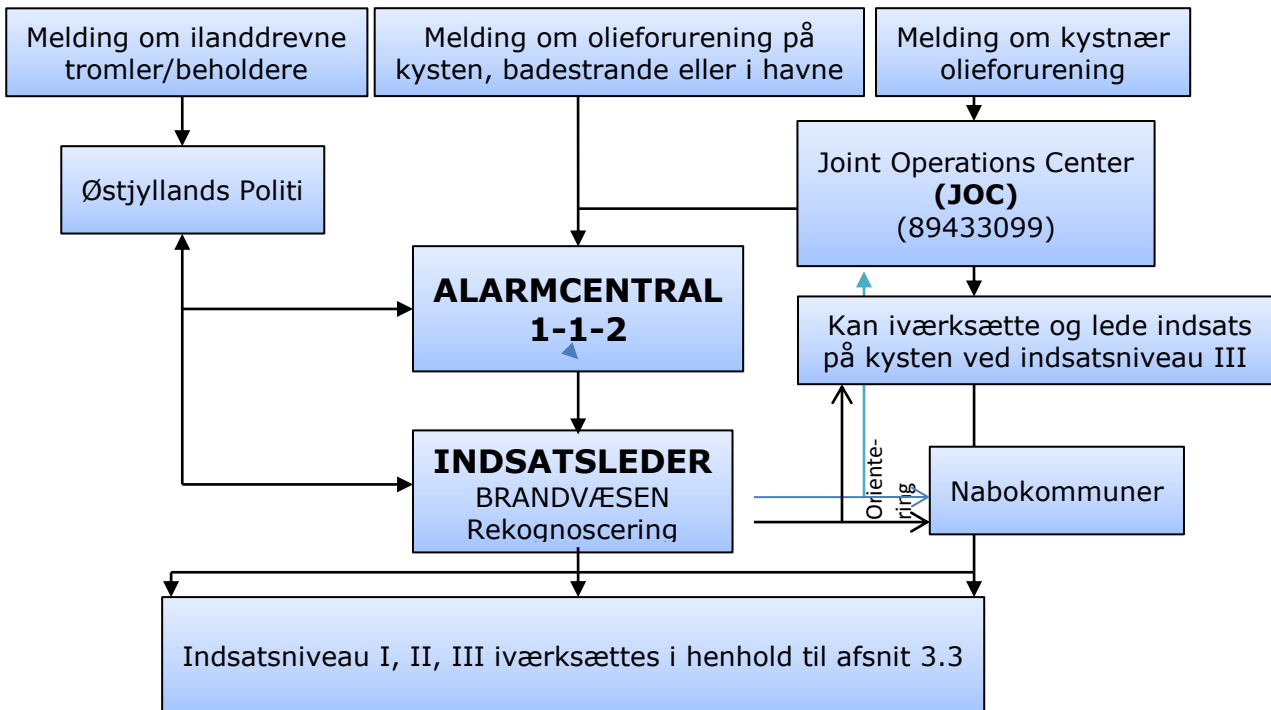 Melding om ilanddrevne
tromler/beholdere
Melding om olieforurening på
kysten, badestrande eller i havne
Melding om kystnær
olieforurening
Østjyllands Politi
Joint Operations Center
(JOC)
(89433099)
ALARMCENTRAL
1-1-2
Kan iværksætte og lede indsats
på kysten ved indsatsniveau III
INDSATSLEDER
BRANDVÆSEN
Rekognoscering
Oriente-
ring
Nabokommuner
Indsatsniveau I, II, III iværksættes i henhold til afsnit 3.3